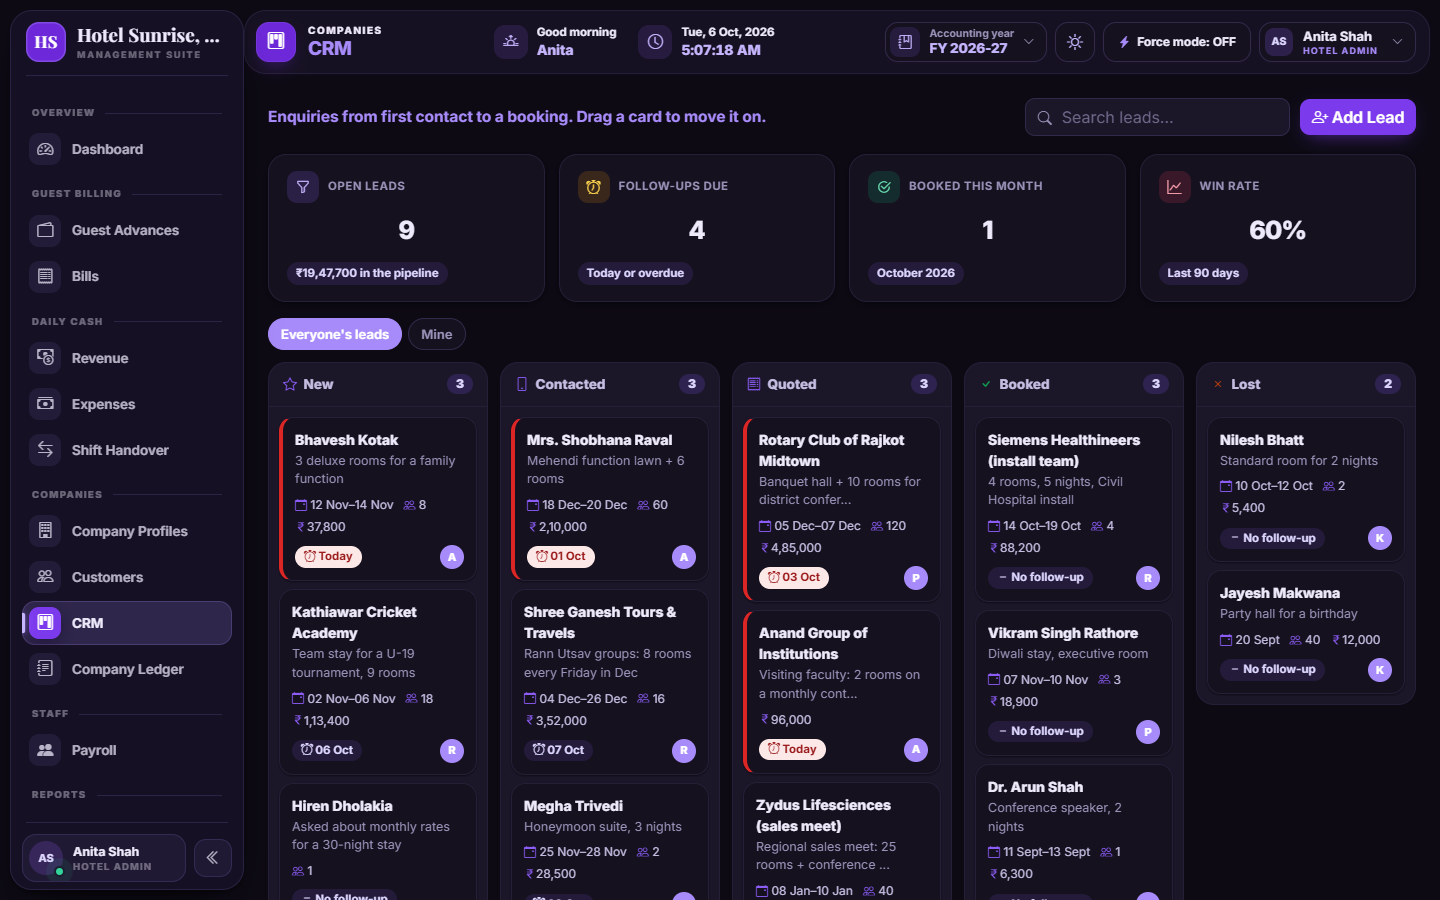 HS
Hotel Sunrise, ...
MANAGEMENT SUITE
COMPANIES
CRM
Good morning
Anita
Tue, 6 Oct, 2026
5:07:18 AM
Accounting year
FY 2026-27
Force mode: OFF
AS
Anita Shah
HOTEL ADMIN
OVERVIEW
Dashboard
GUEST BILLING
Guest Advances
Bills
DAILY CASH
Revenue
Expenses
Shift Handover
COMPANIES
Company Profiles
Customers
CRM
Company Ledger
STAFF
Payroll
REPORTS
AS
Anita Shah
HOTEL ADMIN
Enquiries from first contact to a booking. Drag a card to move it on.
Search leads...
Add Lead
OPEN LEADS
9
₹19,47,700 in the pipeline
FOLLOW-UPS DUE
4
Today or overdue
BOOKED THIS MONTH
1
October 2026
WIN RATE
60%
Last 90 days
Everyone's leads
Mine
New
3
Bhavesh Kotak
3 deluxe rooms for a family
function
12 Nov–14 Nov 8
₹ 37,800
Today
A
Kathiawar Cricket
Academy
Team stay for a U-19
tournament, 9 rooms
02 Nov–06 Nov 18
₹ 1,13,400
06 Oct
R
Hiren Dholakia
Asked about monthly rates
for a 30-night stay
1
– No follow-up
Contacted
3
Mrs. Shobhana Raval
Mehendi function lawn + 6
rooms
18 Dec–20 Dec 60
₹ 2,10,000
01 Oct
A
Shree Ganesh Tours &
Travels
Rann Utsav groups: 8 rooms
every Friday in Dec
04 Dec–26 Dec 16
₹ 3,52,000
07 Oct
R
Megha Trivedi
Honeymoon suite, 3 nights
25 Nov–28 Nov 2
₹ 28,500
Quoted
3
Rotary Club of Rajkot
Midtown
Banquet hall + 10 rooms for
district confer...
05 Dec–07 Dec 120
₹ 4,85,000
03 Oct
P
Anand Group of
Institutions
Visiting faculty: 2 rooms on
a monthly cont...
₹ 96,000
Today
A
Zydus Lifesciences
(sales meet)
Regional sales meet: 25
rooms + conference ...
08 Jan–10 Jan 40
Booked
3
Siemens Healthineers
(install team)
4 rooms, 5 nights, Civil
Hospital install
14 Oct–19 Oct 4
₹ 88,200
– No follow-up
R
Vikram Singh Rathore
Diwali stay, executive room
07 Nov–10 Nov 3
₹ 18,900
– No follow-up
P
Dr. Arun Shah
Conference speaker, 2
nights
11 Sept–13 Sept 1
₹ 6,300
– No follow-up
Lost
2
Nilesh Bhatt
Standard room for 2 nights
10 Oct–12 Oct 2
₹ 5,400
– No follow-up
K
Jayesh Makwana
Party hall for a birthday
20 Sept 40 ₹ 12,000
– No follow-up
K